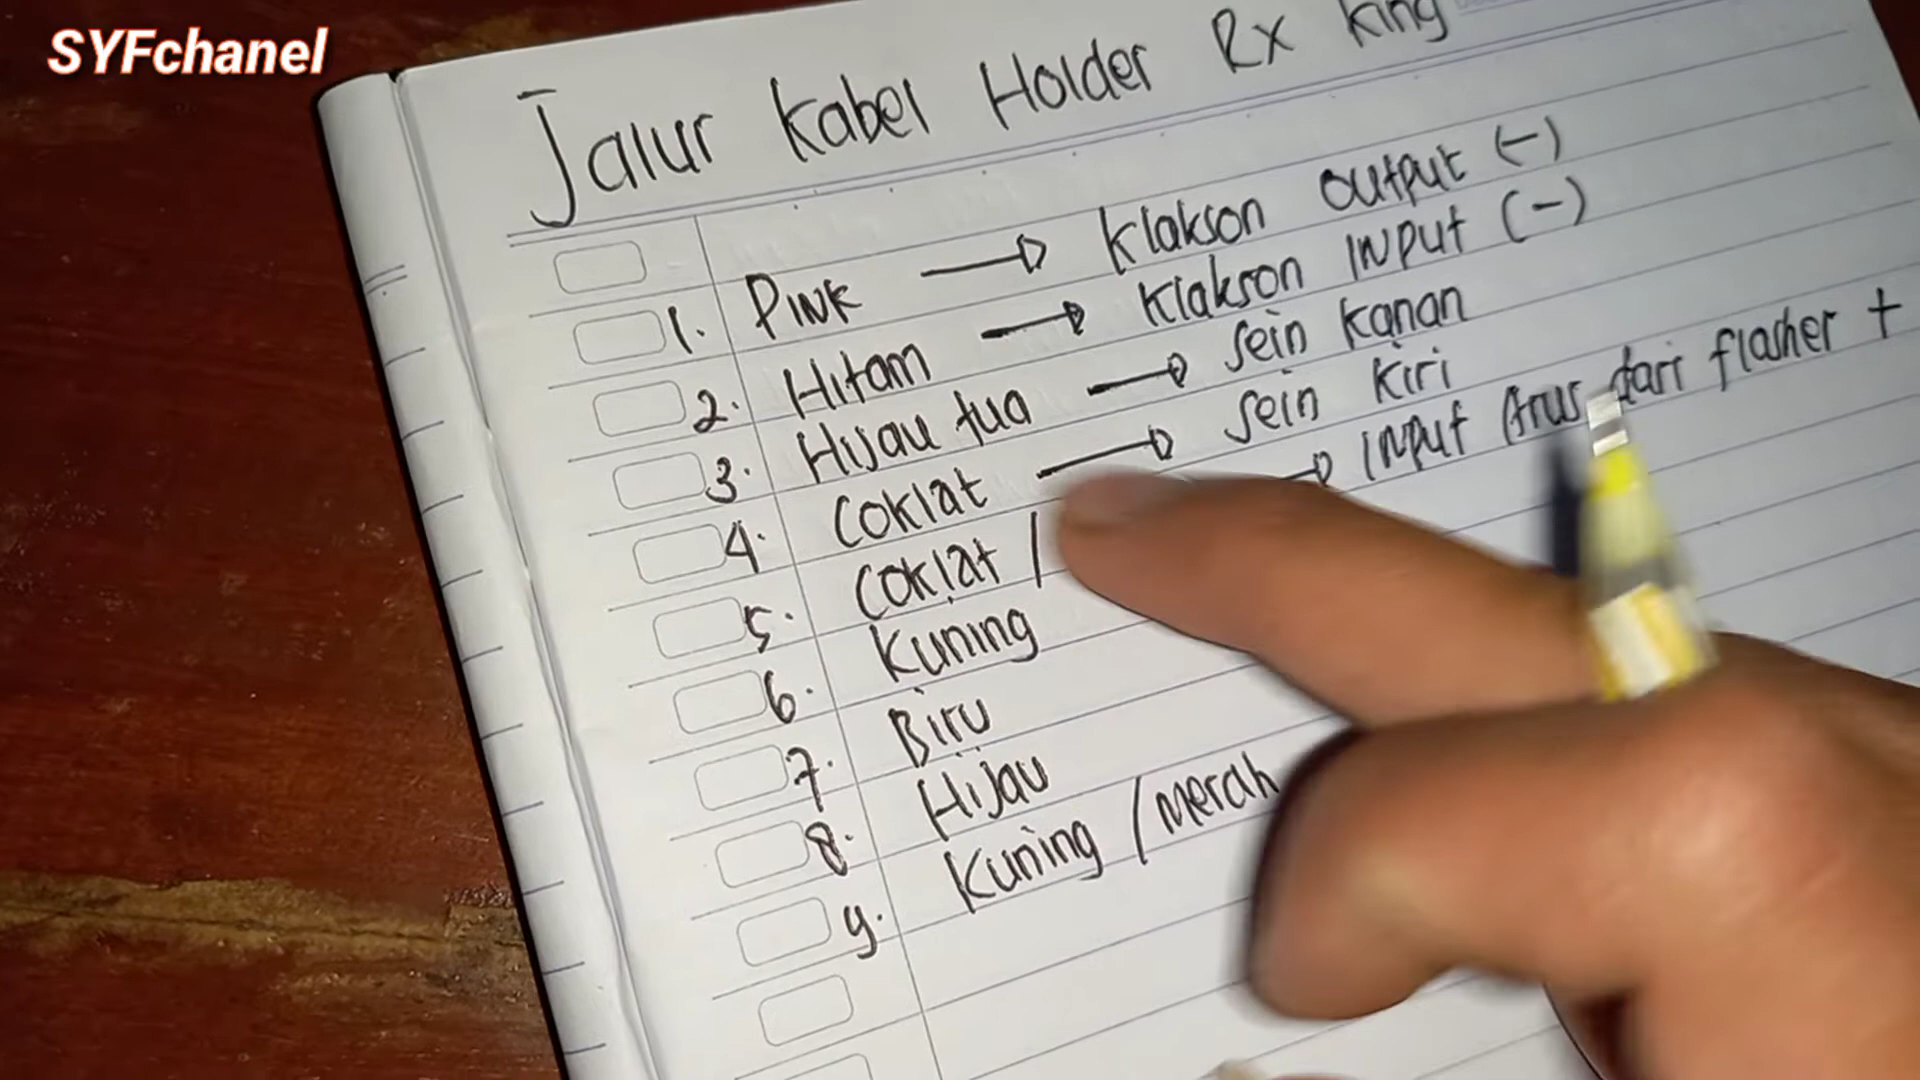 SYFchanel
Jalur Kabel Holder Rx King
1. Pink → Klakson output (-)
2. Hitam → Klakson Input (-)
3. Hijau tua → Sein Kanan
4. Coklat → Sein Kiri
5. Coklat / → Input Arus dari flasher +
6. Kuning
7. Biru
8. Hijau
9. Kuning / Merah